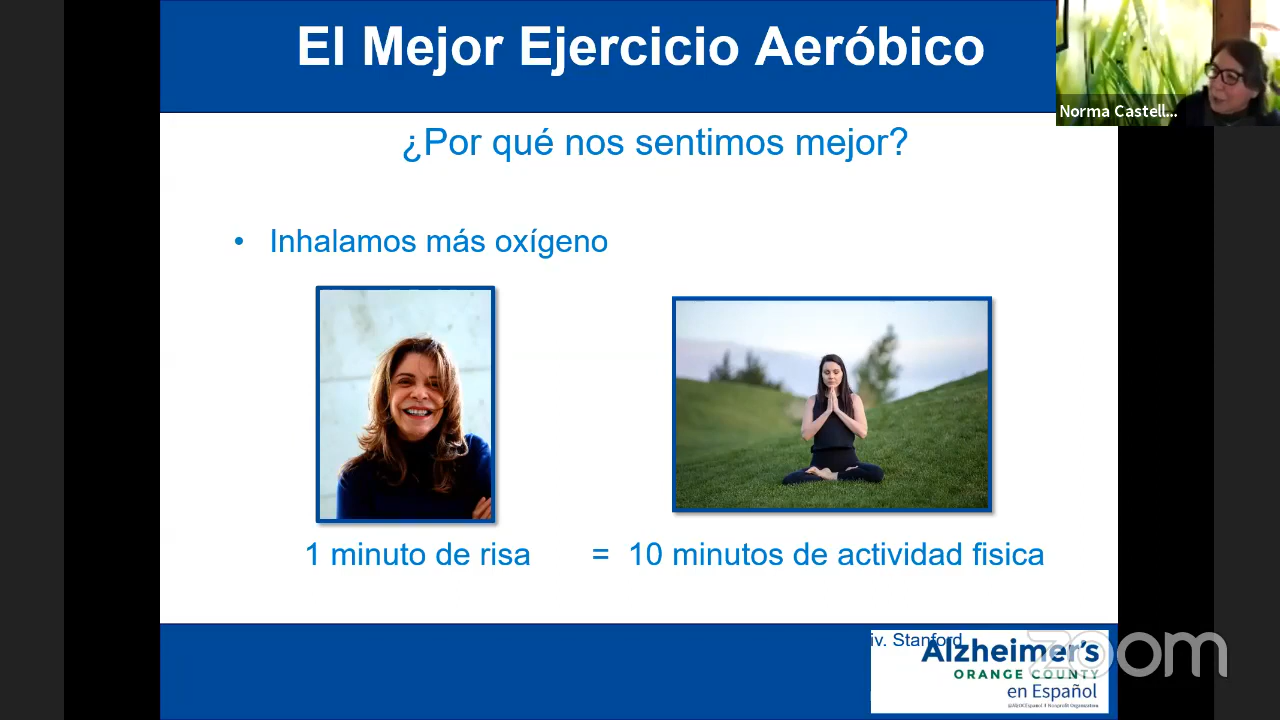 El Mejor Ejercicio Aeróbico
Norma Castell...
¿Por qué nos sentimos mejor?
• Inhalamos más oxígeno
1 minuto de risa = 10 minutos de actividad fisica
iv. Stanford
zoom
Alzheimer's
ORANGE COUNTY
en Español